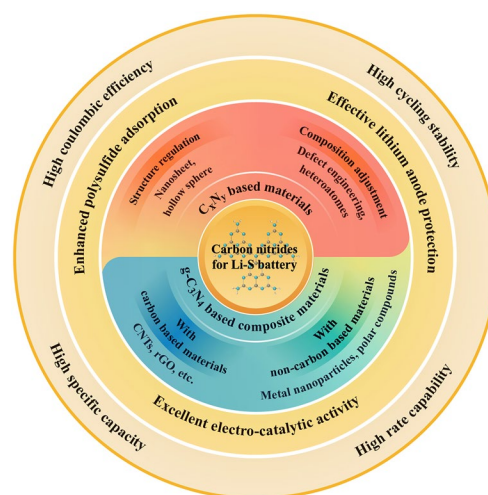 High coulombic efficiency
High cycling stability
Enhanced polysulfide adsorption
Effective lithium anode protection
Structure regulation
Nanosheet,
hollow sphere
Composition adjustment
Defect engineering,
heteroatomes
CₓNᵧ based materials
Carbon nitrides
for Li-S battery
g-C₃N₄ based composite materials
With
carbon based materials
CNTs, rGO, etc.
With
non-carbon based materials
Metal nanoparticles, polar compounds
Excellent electro-catalytic activity
High specific capacity
High rate capability